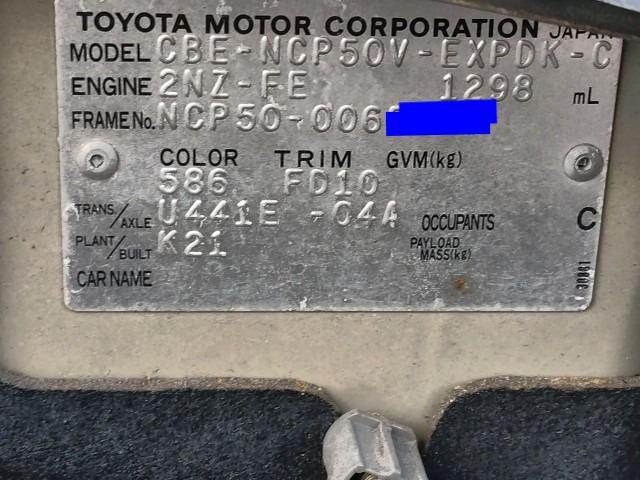 TOYOTA MOTOR CORPORATION JAPAN
MODEL CBE-NCP50V-EXPDK-C
ENGINE 2NZ-FE 1298 mL
FRAME No. NCP50-006
COLOR TRIM GVM(kg)
586 FD10
TRANS/AXLE U441E -04A OCCUPANTS C
PLANT/BUILT K21 PAYLOAD MASS(kg)
CAR NAME